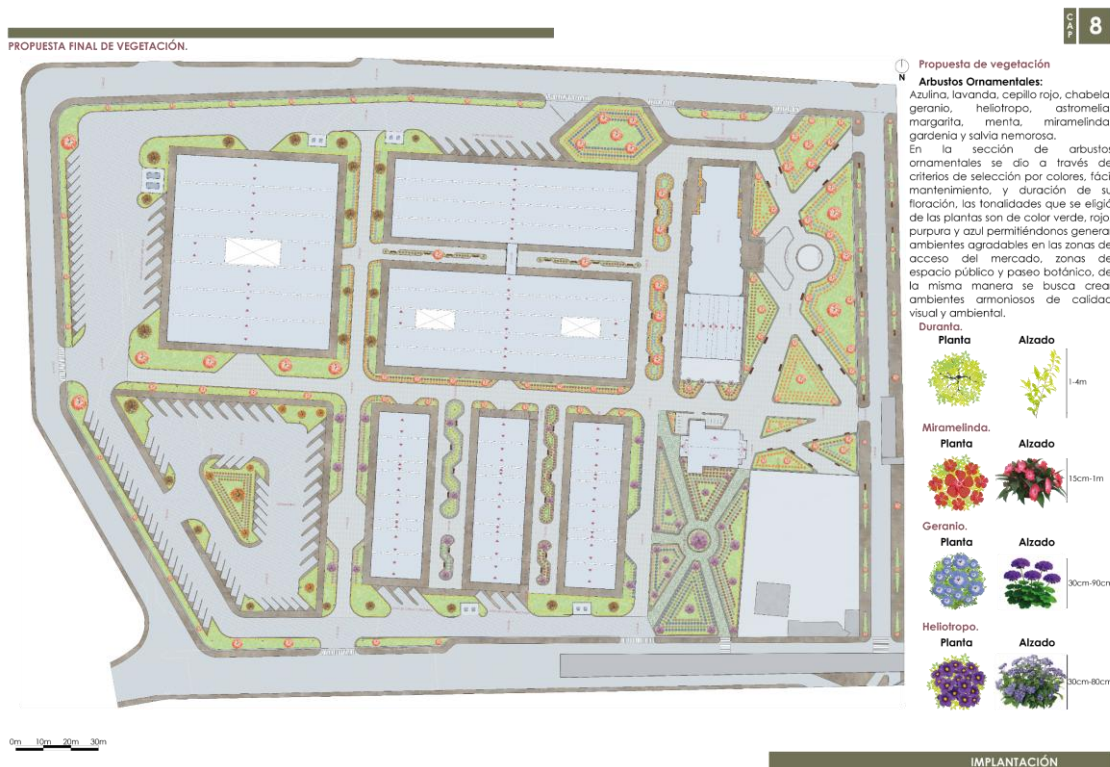 CAP 8
PROPUESTA FINAL DE VEGETACIÓN.
N
Propuesta de vegetación
Arbustos Ornamentales:
Azulina, lavanda, cepillo rojo, chabela
geranio, heliotropo, astromelia
margarita, menta, miramelinda
gardenia y salvia nemorosa.
En la sección de arbustos
ornamentales se dio a través de
criterios de selección por colores, fáci
mantenimiento, y duración de su
floración, las tonalidades que se eligió
de las plantas son de color verde, rojo
purpura y azul permitiéndonos genera
ambientes agradables en las zonas de
acceso del mercado, zonas de
espacio público y paseo botánico, de
la misma manera se busca crea
ambientes armoniosos de calidad
visual y ambiental.
Duranta.
Planta Alzado
1-4m
Miramelinda.
Planta Alzado
15cm-1m
Geranio.
Planta Alzado
30cm-90cm
Heliotropo.
Planta Alzado
30cm-80cm
0m 10m 20m 30m
IMPLANTACIÓN